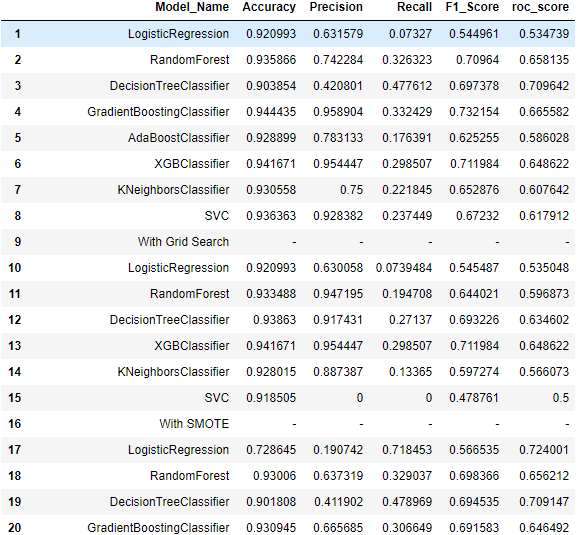 Model_Name Accuracy Precision Recall F1_Score roc_score
1 LogisticRegression 0.920993 0.631579 0.07327 0.544961 0.534739
2 RandomForest 0.935866 0.742284 0.326323 0.70964 0.658135
3 DecisionTreeClassifier 0.903854 0.420801 0.477612 0.697378 0.709642
4 GradientBoostingClassifier 0.944435 0.958904 0.332429 0.732154 0.665582
5 AdaBoostClassifier 0.928899 0.783133 0.176391 0.625255 0.586028
6 XGBClassifier 0.941671 0.954447 0.298507 0.711984 0.648622
7 KNeighborsClassifier 0.930558 0.75 0.221845 0.652876 0.607642
8 SVC 0.936363 0.928382 0.237449 0.67232 0.617912
9 With Grid Search - - - - -
10 LogisticRegression 0.920993 0.630058 0.0739484 0.545487 0.535048
11 RandomForest 0.933488 0.947195 0.194708 0.644021 0.596873
12 DecisionTreeClassifier 0.93863 0.917431 0.27137 0.693226 0.634602
13 XGBClassifier 0.941671 0.954447 0.298507 0.711984 0.648622
14 KNeighborsClassifier 0.928015 0.887387 0.13365 0.597274 0.566073
15 SVC 0.918505 0 0 0.478761 0.5
16 With SMOTE - - - - -
17 LogisticRegression 0.728645 0.190742 0.718453 0.566535 0.724001
18 RandomForest 0.93006 0.637319 0.329037 0.698366 0.656212
19 DecisionTreeClassifier 0.901808 0.411902 0.478969 0.694535 0.709147
20 GradientBoostingClassifier 0.930945 0.665685 0.306649 0.691583 0.646492